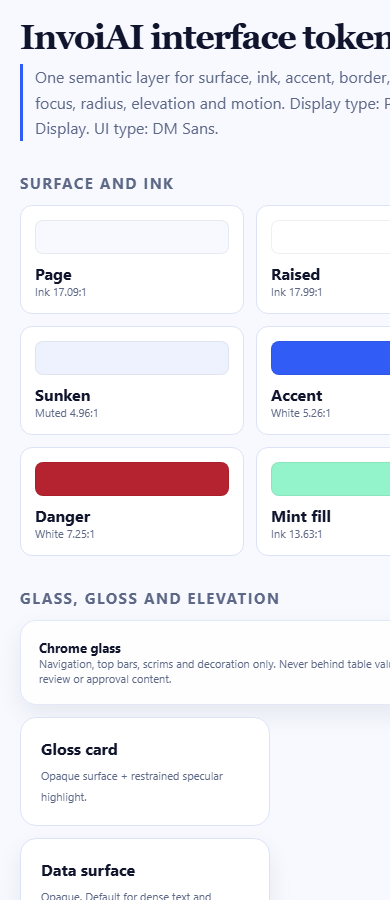 InvoiAI interface token
One semantic layer for surface, ink, accent, border,
focus, radius, elevation and motion. Display type:
Display. UI type: DM Sans.
SURFACE AND INK
Page
Ink 17.09:1
Raised
Ink 17.99:1
Sunken
Muted 4.96:1
Accent
White 5.26:1
Danger
White 7.25:1
Mint fill
Ink 13.63:1
GLASS, GLOSS AND ELEVATION
Chrome glass
Navigation, top bars, scrims and decoration only. Never behind table
review or approval content.
Gloss card
Opaque surface + restrained specular
highlight.
Data surface
Opaque. Default for dense text and